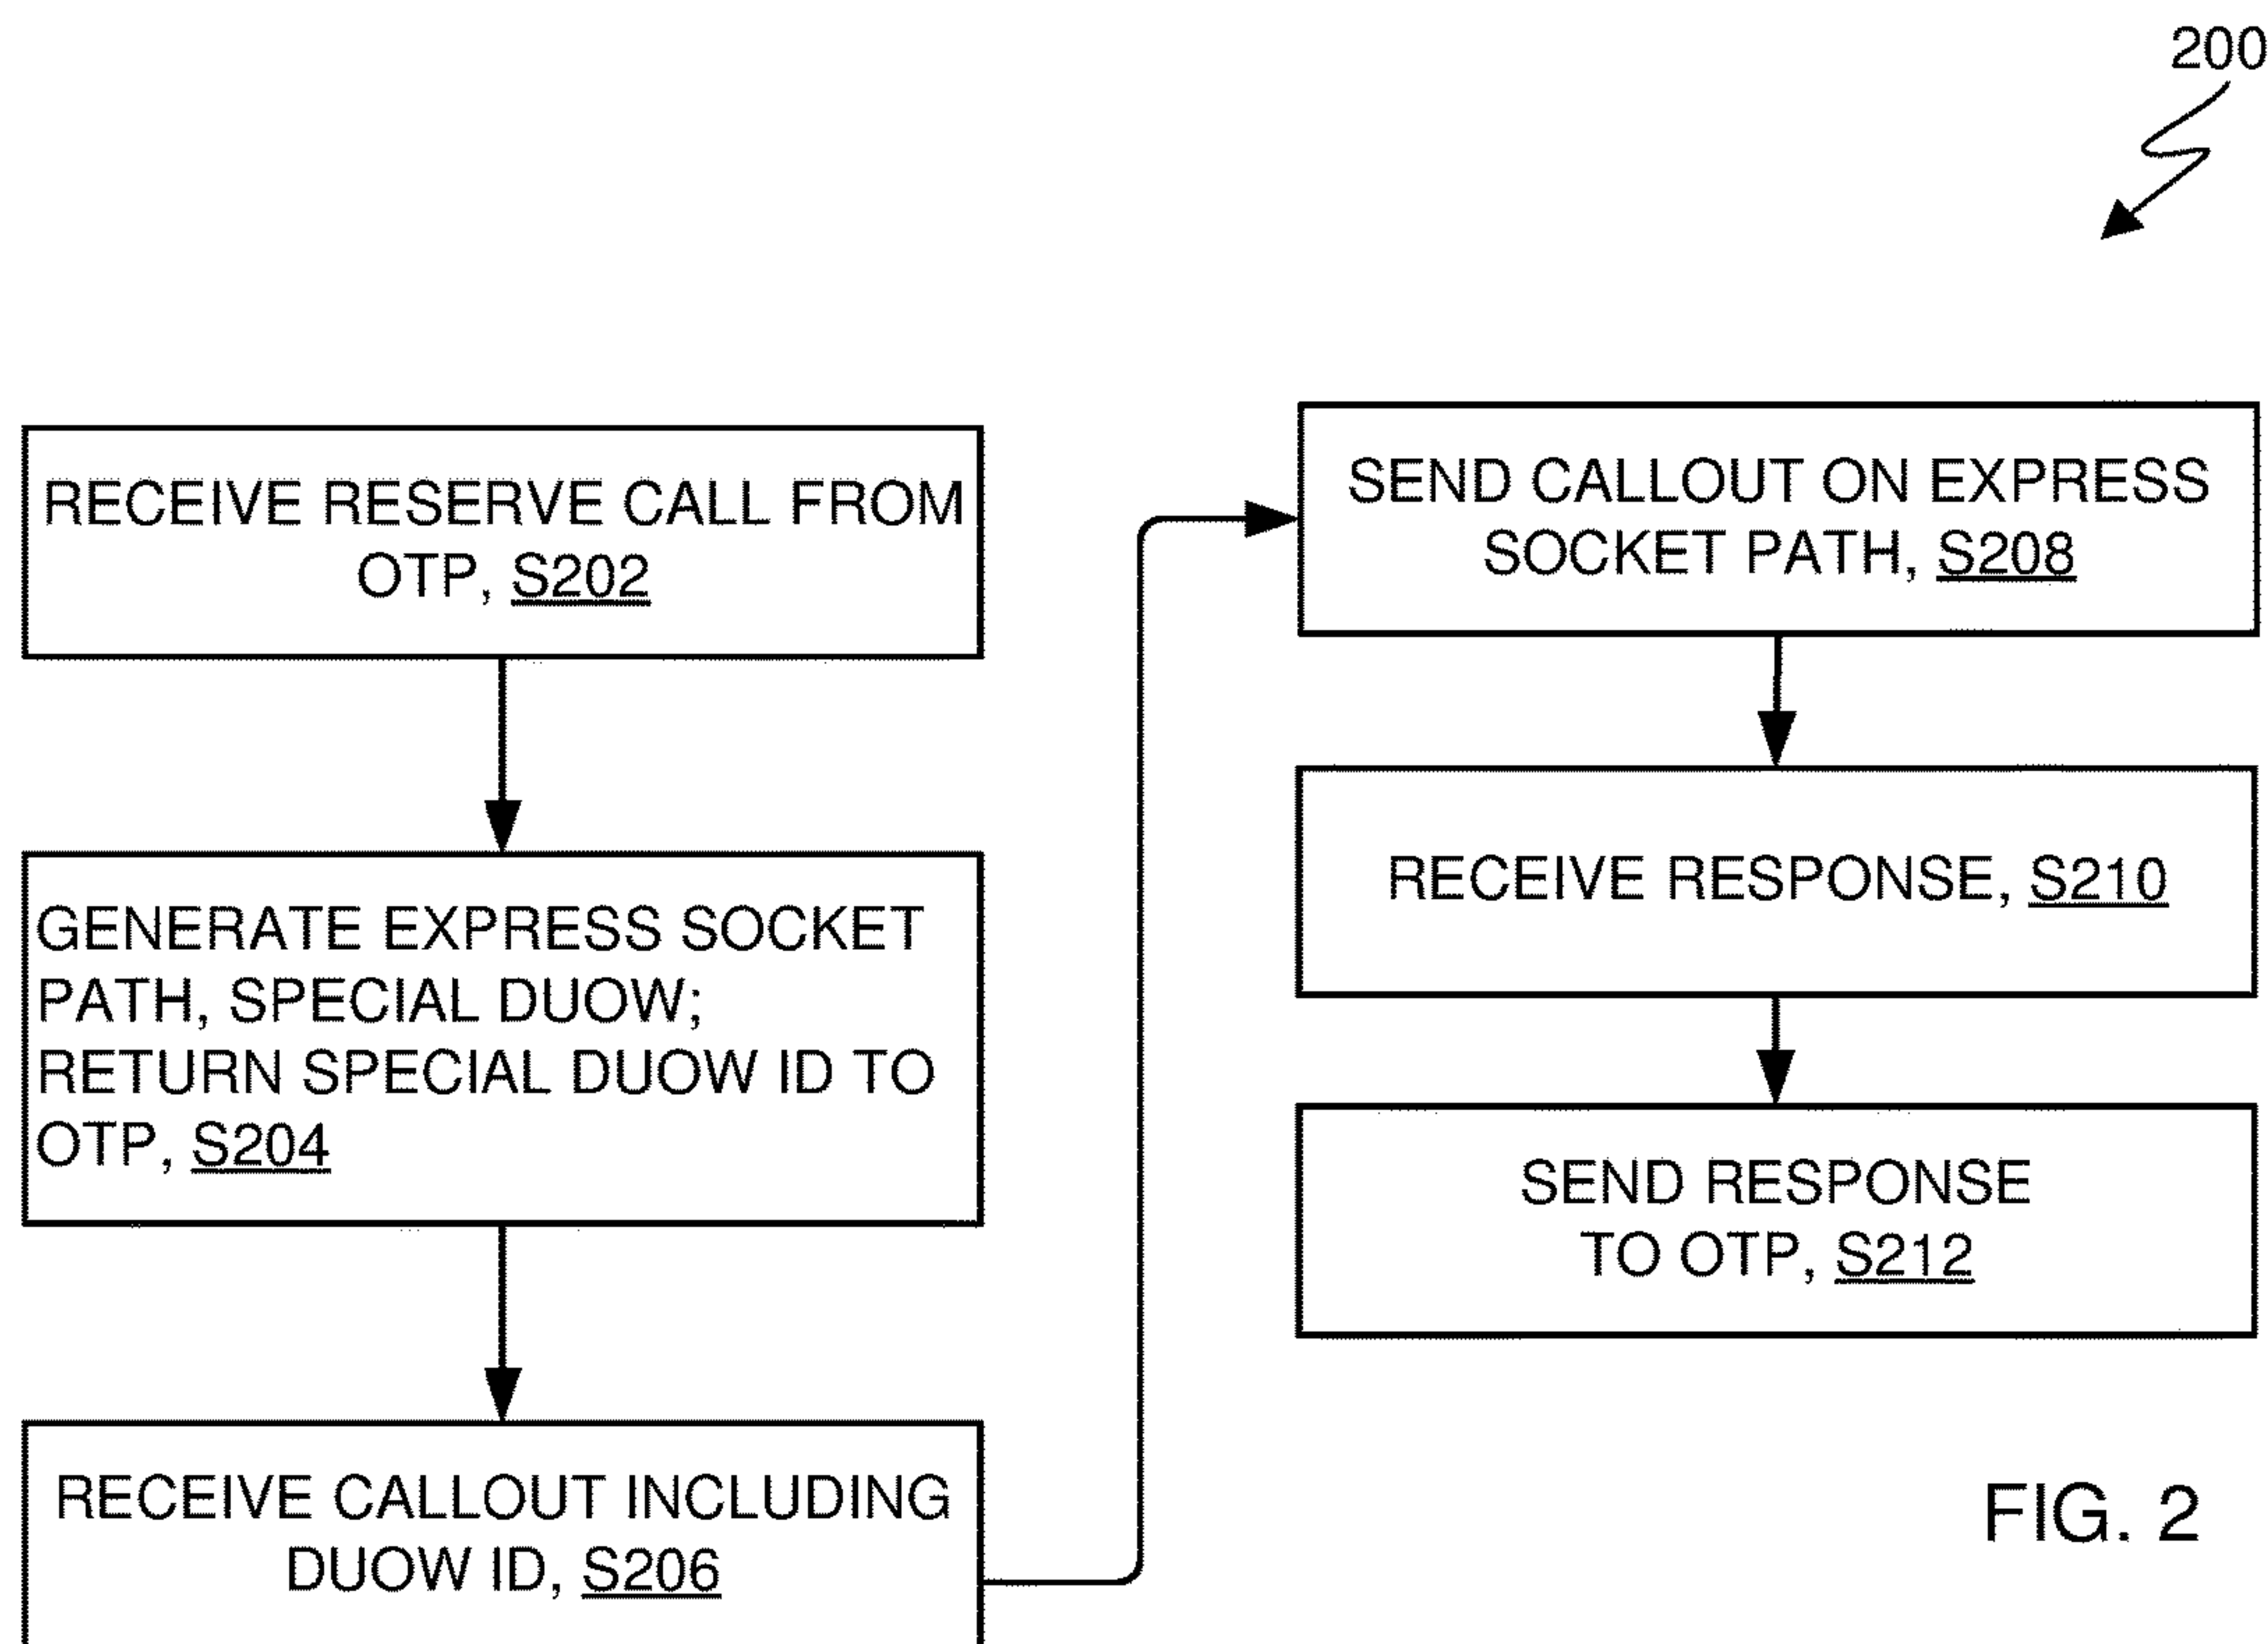 200
RECEIVE RESERVE CALL FROM
OTP, S202
GENERATE EXPRESS SOCKET
PATH, SPECIAL DUOW;
RETURN SPECIAL DUOW ID TO
OTP, S204
RECEIVE CALLOUT INCLUDING
DUOW ID, S206
SEND CALLOUT ON EXPRESS
SOCKET PATH, S208
RECEIVE RESPONSE, S210
SEND RESPONSE
TO OTP, S212
FIG. 2